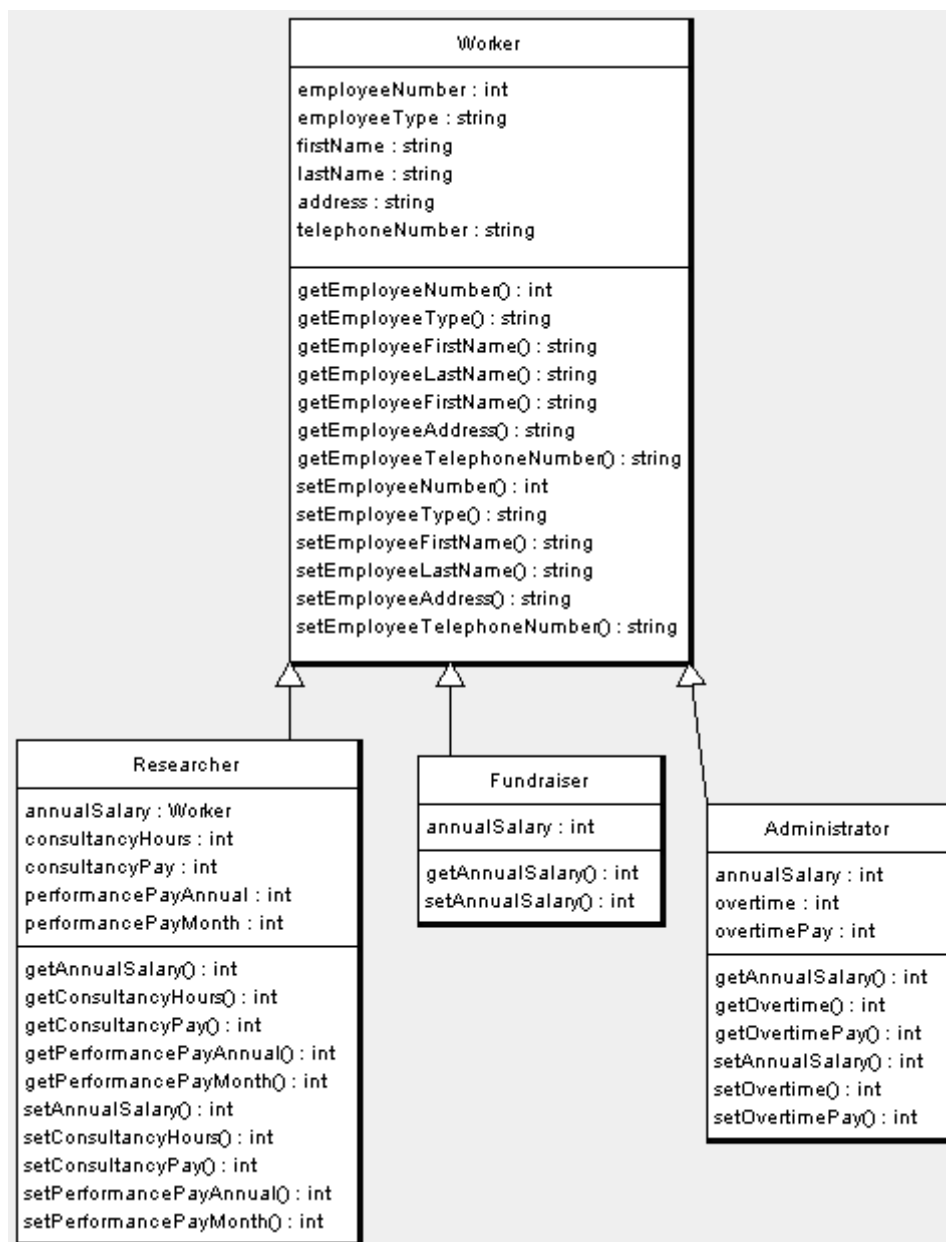 Worker
employeeNumber : int
employeeType : string
firstName : string
lastName : string
address : string
telephoneNumber : string
getEmployeeNumber() : int
getEmployeeType() : string
getEmployeeFirstName() : string
getEmployeeLastName() : string
getEmployeeFirstName() : string
getEmployeeAddress() : string
getEmployeeTelephoneNumber() : string
setEmployeeNumber() : int
setEmployeeType() : string
setEmployeeFirstName() : string
setEmployeeLastName() : string
setEmployeeAddress() : string
setEmployeeTelephoneNumber() : string
Researcher
annualSalary : Worker
consultancyHours : int
consultancyPay : int
performancePayAnnual : int
performancePayMonth : int
getAnnualSalary() : int
getConsultancyHours() : int
getConsultancyPay() : int
getPerformancePayAnnual() : int
getPerformancePayMonth() : int
setAnnualSalary() : int
setConsultancyHours() : int
setConsultancyPay() : int
setPerformancePayAnnual() : int
setPerformancePayMonth() : int
Fundraiser
annualSalary : int
getAnnualSalary() : int
setAnnualSalary() : int
Administrator
annualSalary : int
overtime : int
overtimePay : int
getAnnualSalary() : int
getOvertime() : int
getOvertimePay() : int
setAnnualSalary() : int
setOvertime() : int
setOvertimePay() : int